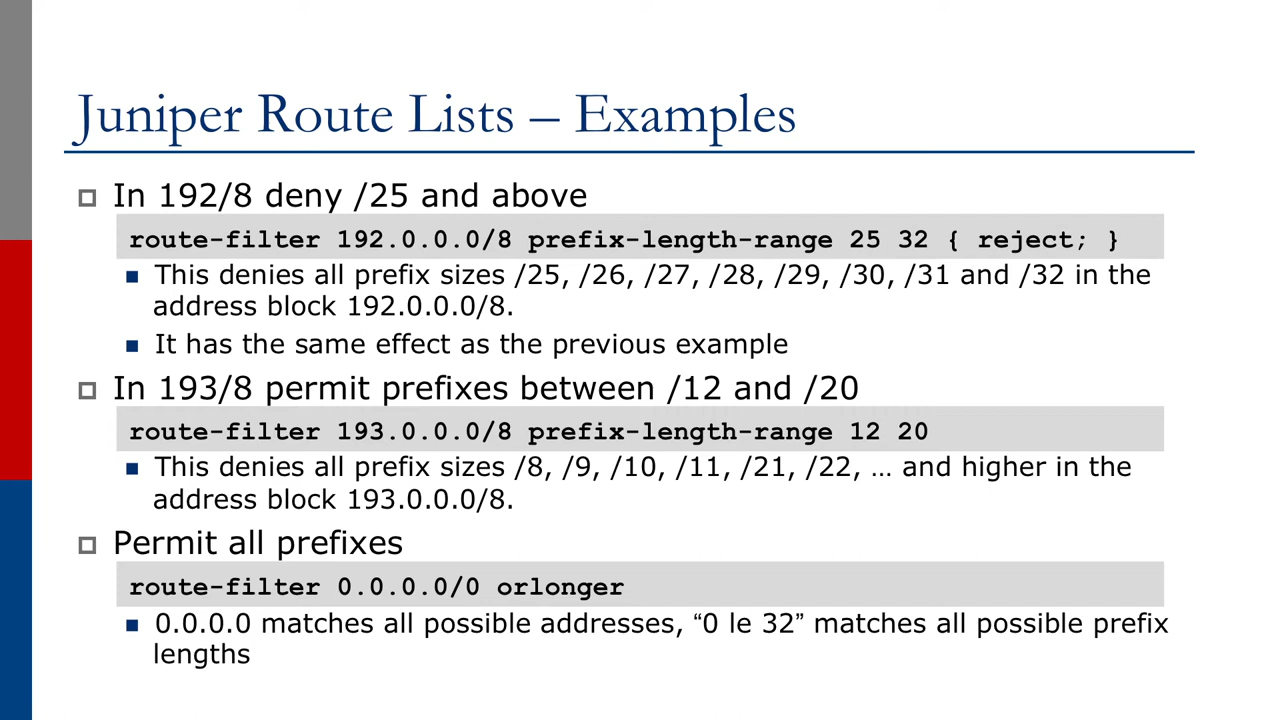 Juniper Route Lists – Examples
In 192/8 deny /25 and above
route-filter 192.0.0.0/8 prefix-length-range 25 32 { reject; }
This denies all prefix sizes /25, /26, /27, /28, /29, /30, /31 and /32 in the
address block 192.0.0.0/8.
It has the same effect as the previous example
In 193/8 permit prefixes between /12 and /20
route-filter 193.0.0.0/8 prefix-length-range 12 20
This denies all prefix sizes /8, /9, /10, /11, /21, /22, … and higher in the
address block 193.0.0.0/8.
Permit all prefixes
route-filter 0.0.0.0/0 orlonger
0.0.0.0 matches all possible addresses, “0 le 32” matches all possible prefix
lengths